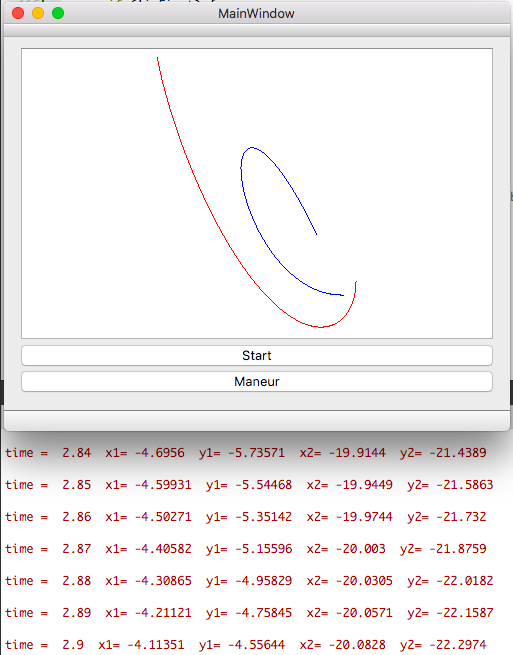 MainWindow
Start
Maneur
time =  2.84  x1= -4.6956  y1= -5.73571  x2= -19.9144  y2= -21.4389
time =  2.85  x1= -4.59931  y1= -5.54468  x2= -19.9449  y2= -21.5863
time =  2.86  x1= -4.50271  y1= -5.35142  x2= -19.9744  y2= -21.732
time =  2.87  x1= -4.40582  y1= -5.15596  x2= -20.003  y2= -21.8759
time =  2.88  x1= -4.30865  y1= -4.95829  x2= -20.0305  y2= -22.0182
time =  2.89  x1= -4.21121  y1= -4.75845  x2= -20.0571  y2= -22.1587
time =  2.9  x1= -4.11351  y1= -4.55644  x2= -20.0828  y2= -22.2974